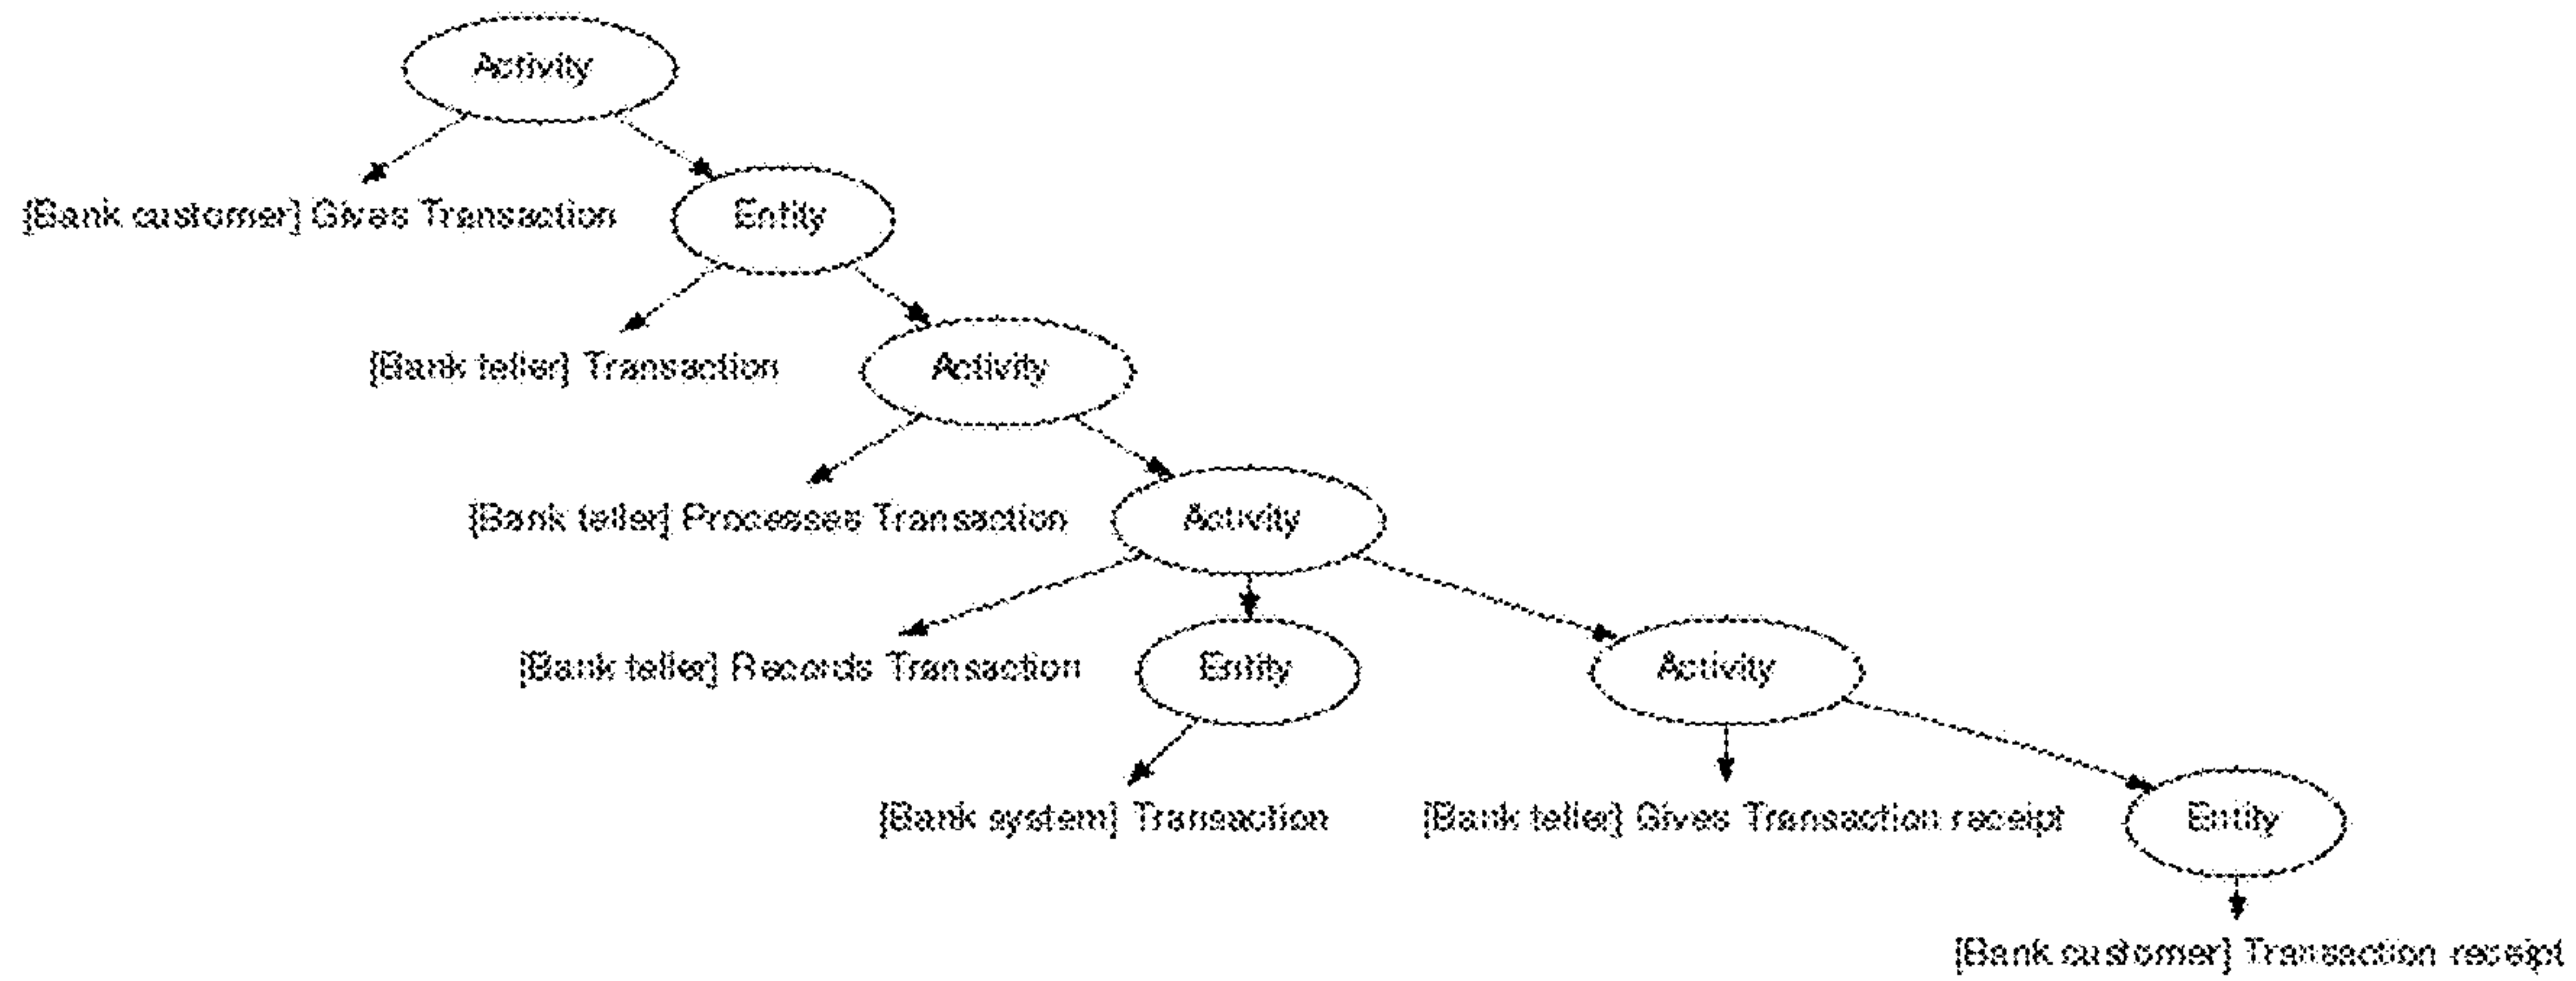 Activity
[Bank customer] Gives Transaction
Entity
[Bank teller] Transaction
Activity
[Bank teller] Processes Transaction
Activity
[Bank teller] Records Transaction
Entity
Activity
[Bank system] Transaction
[Bank teller] Gives Transaction receipt
Entity
[Bank customer] Transaction receipt